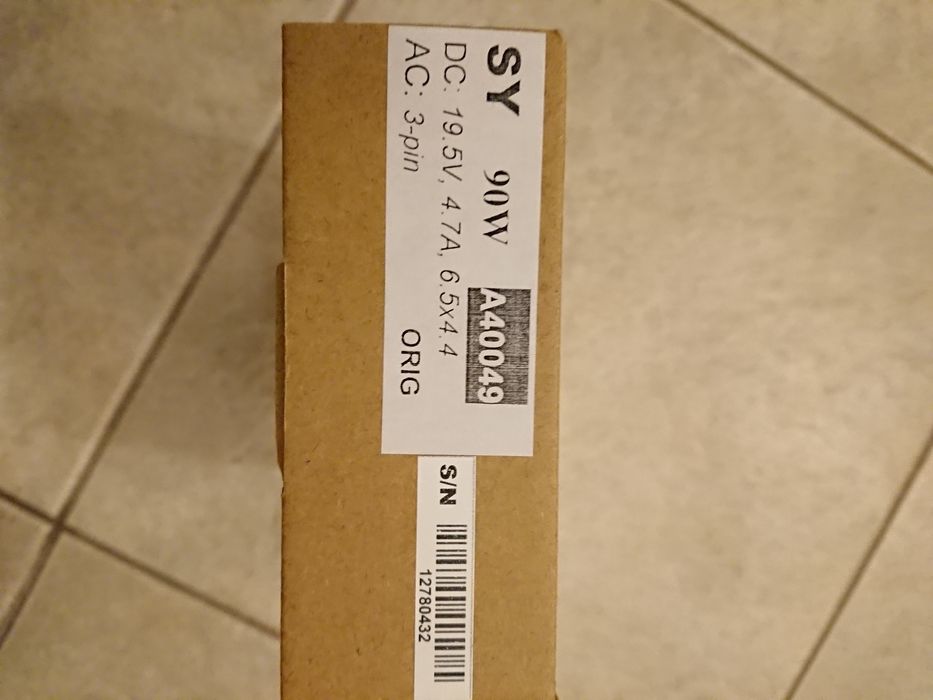 SY 90W A40049
DC: 19.5V, 4.7A, 6.5x4.4
AC: 3-pin ORIG
S/N
12780432